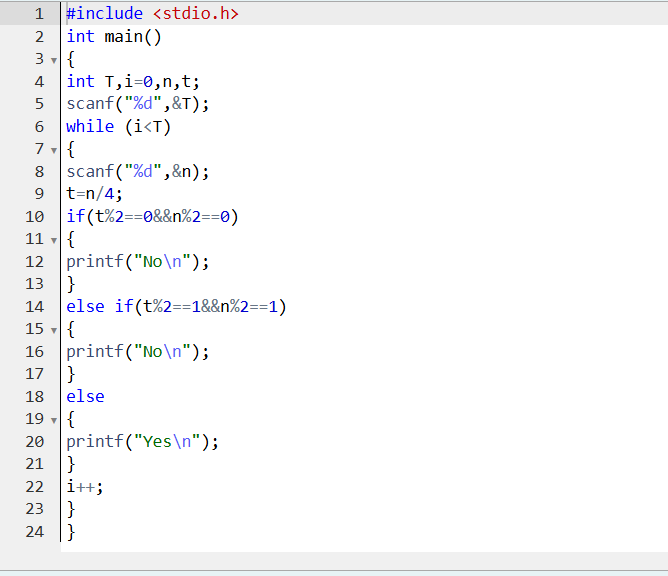 1 #include <stdio.h>
2 int main()
3 {
4 int T,i=0,n,t;
5 scanf("%d",&T);
6 while (i<T)
7 {
8 scanf("%d",&n);
9 t=n/4;
10 if(t%2==0&&n%2==0)
11 {
12 printf("No\n");
13 }
14 else if(t%2==1&&n%2==1)
15 {
16 printf("No\n");
17 }
18 else
19 {
20 printf("Yes\n");
21 }
22 i++;
23 }
24 }